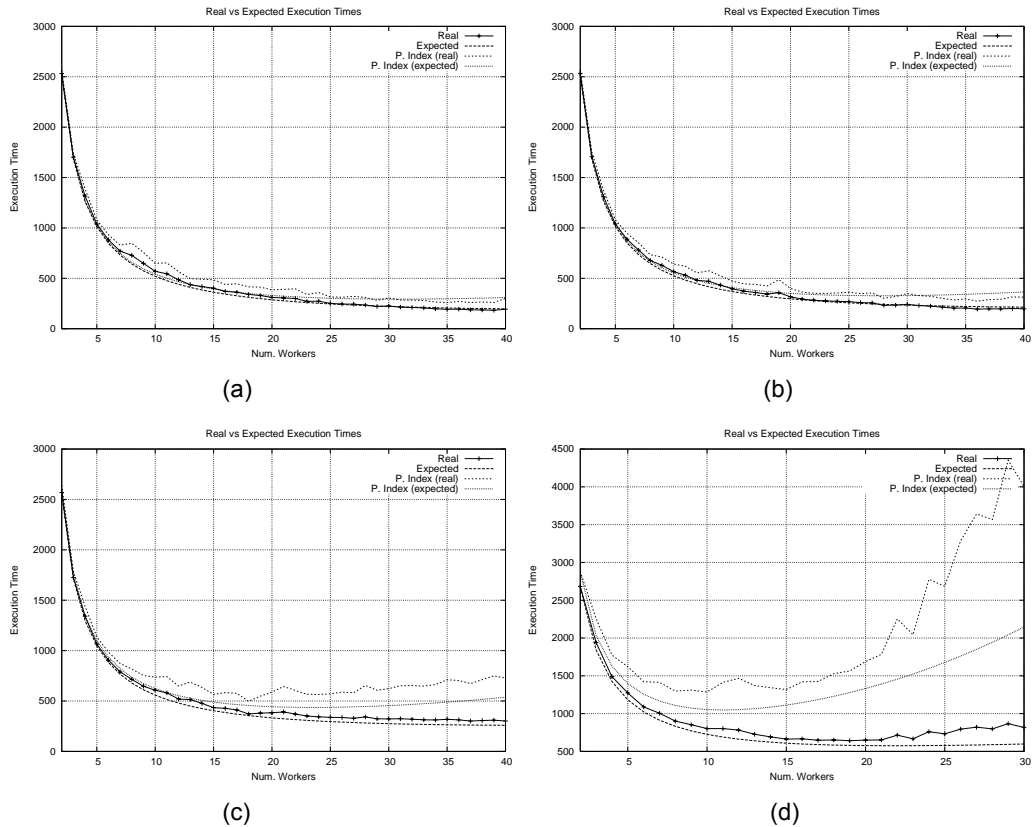 Real vs Expected Execution Times
3000
2500
2000
1500
1000
500
0
Execution Time
5
10
15
20
25
30
35
40
Num. Workers
Real
Expected
P. Index (real)
P. Index (expected)
(a)
Real vs Expected Execution Times
3000
2500
2000
1500
1000
500
0
Execution Time
5
10
15
20
25
30
35
40
Num. Workers
Real
Expected
P. Index (real)
P. Index (expected)
(b)
Real vs Expected Execution Times
3000
2500
2000
1500
1000
500
0
Execution Time
5
10
15
20
25
30
35
40
Num. Workers
Real
Expected
P. Index (real)
P. Index (expected)
(c)
Real vs Expected Execution Times
4500
4000
3500
3000
2500
2000
1500
1000
500
Execution Time
5
10
15
20
25
30
Num. Workers
Real
Expected
P. Index (real)
P. Index (expected)
(d)